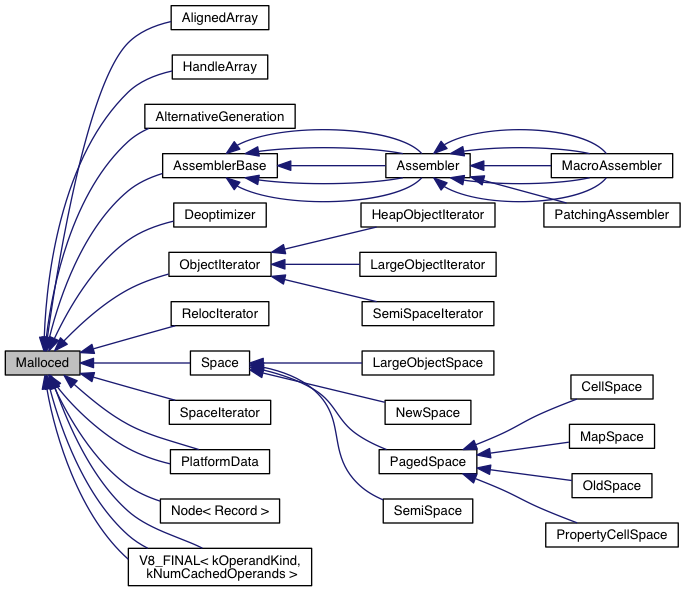 AlignedArray
HandleArray
AlternativeGeneration
AssemblerBase
Assembler
MacroAssembler
Deoptimizer
HeapObjectIterator
PatchingAssembler
ObjectIterator
LargeObjectIterator
RelocIterator
SemiSpaceIterator
Malloced
Space
LargeObjectSpace
CellSpace
SpaceIterator
NewSpace
MapSpace
PlatformData
PagedSpace
OldSpace
Node< Record >
SemiSpace
PropertyCellSpace
V8_FINAL< kOperandKind,
kNumCachedOperands >